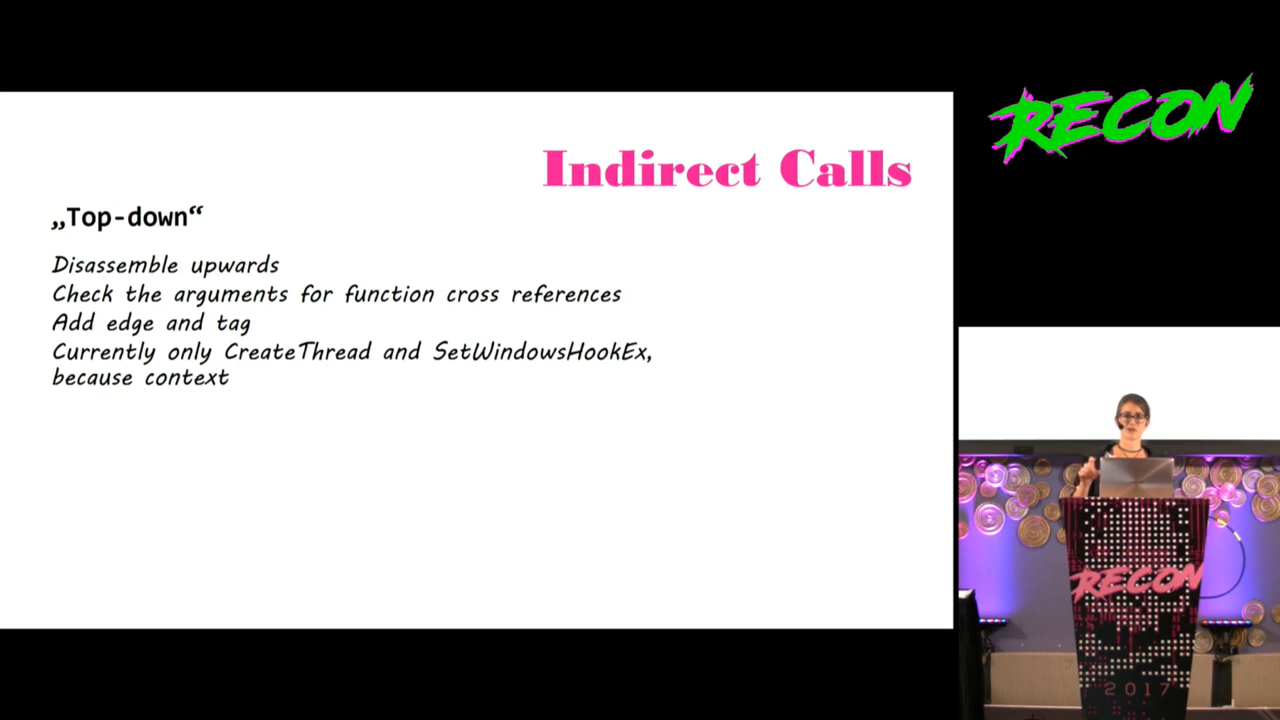 Indirect Calls
„Top-down“
Disassemble upwards
Check the arguments for function cross references
Add edge and tag
Currently only CreateThread and SetWindowsHookEx,
because context
RECON
RECON
2017